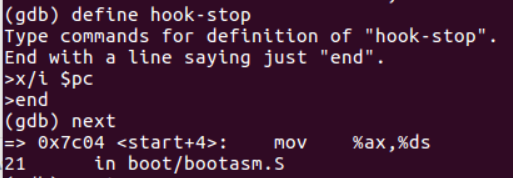 (gdb) define hook-stop
Type commands for definition of "hook-stop".
End with a line saying just "end".
>x/i $pc
>end
(gdb) next
=> 0x7c04 <start+4>:    mov    %ax,%ds
21      in boot/bootasm.S